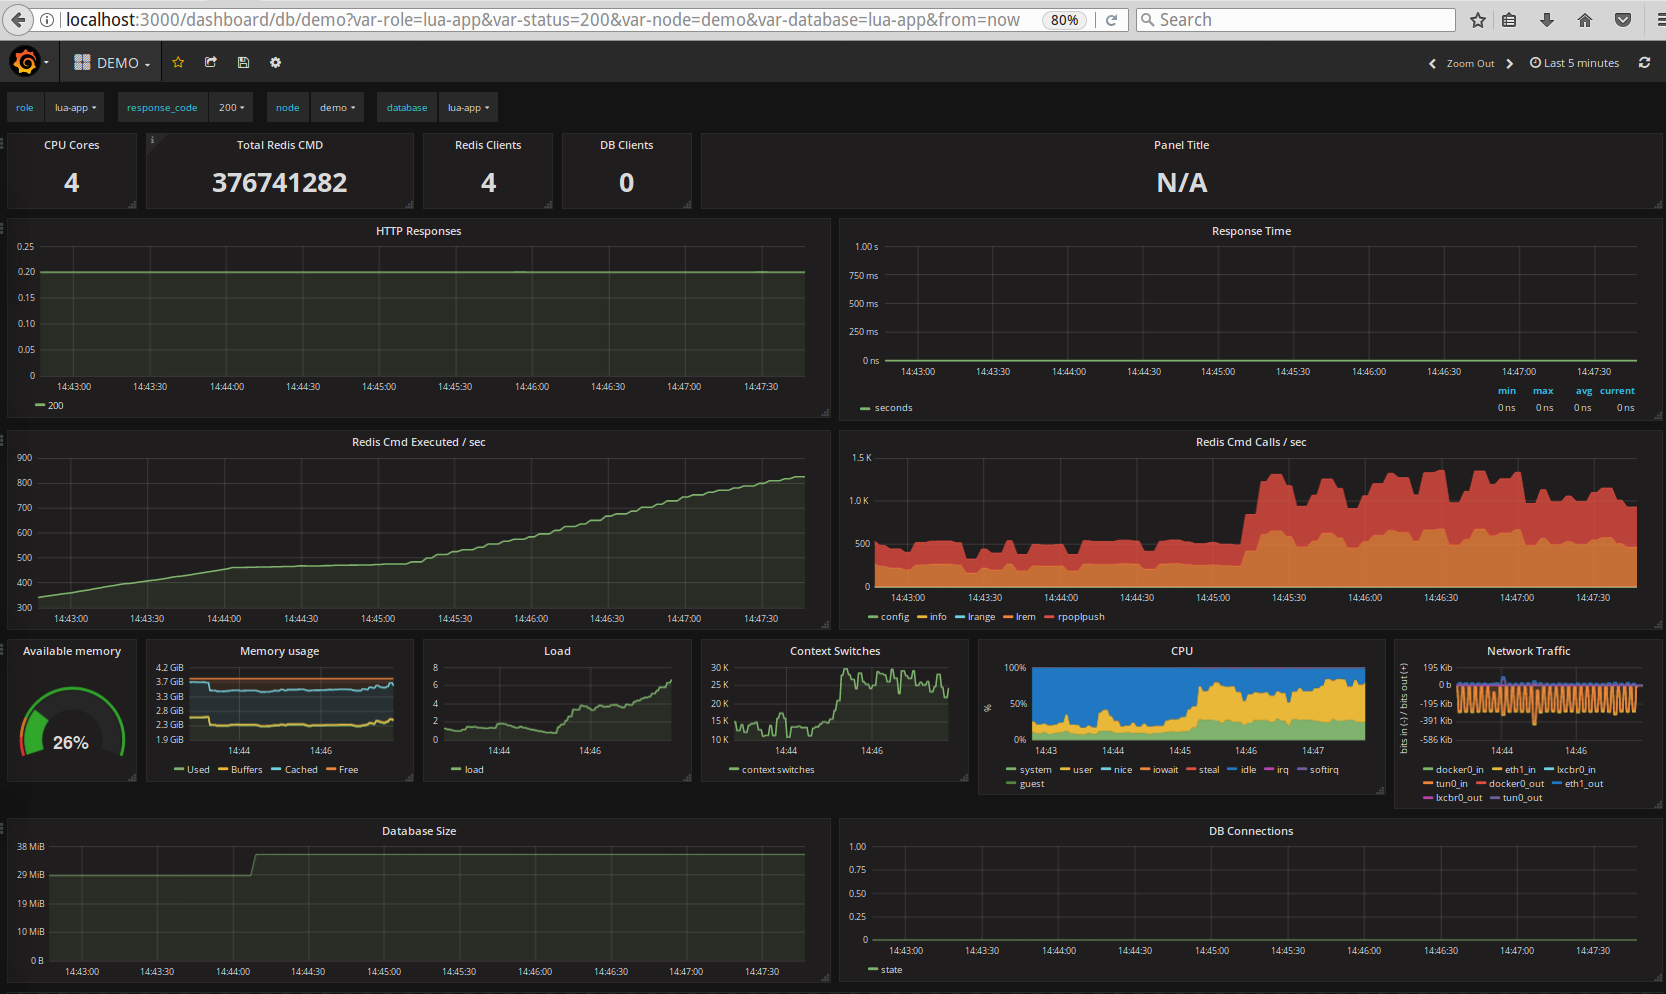 localhost:3000/dashboard/db/demo?var-role=lua-app&var-status=200&var-node=demo&var-database=lua-app&from=now 80% Search
DEMO Zoom Out Last 5 minutes
role lua-app response_code 200 node demo database lua-app
CPU Cores Total Redis CMD Redis Clients DB Clients Panel Title
4 376741282 4 0 N/A
HTTP Responses
0.25
0.20
0.15
0.10
0.05
0
14:43:00 14:43:30 14:44:00 14:44:30 14:45:00 14:45:30 14:46:00 14:46:30 14:47:00 14:47:30
200
Response Time
1.00 s
750 ms
500 ms
250 ms
0 ns
14:43:00 14:43:30 14:44:00 14:44:30 14:45:00 14:45:30 14:46:00 14:46:30 14:47:00 14:47:30
min max avg current
seconds 0 ns 0 ns 0 ns 0 ns
Redis Cmd Executed / sec
900
800
700
600
500
400
300
14:43:00 14:43:30 14:44:00 14:44:30 14:45:00 14:45:30 14:46:00 14:46:30 14:47:00 14:47:30
Redis Cmd Calls / sec
1.5 K
1.0 K
500
0
14:43:00 14:43:30 14:44:00 14:44:30 14:45:00 14:45:30 14:46:00 14:46:30 14:47:00 14:47:30
config info lrange lrem rpoplpush
Available memory
26%
Memory usage
4.2 GiB
3.7 GiB
3.3 GiB
2.8 GiB
2.3 GiB
1.9 GiB
14:44 14:46
Used Buffers Cached Free
Load
8
6
4
2
0
14:44 14:46
load
Context Switches
30 K
25 K
20 K
15 K
10 K
14:44 14:46
context switches
CPU
%
100%
50%
0%
14:43 14:44 14:45 14:46 14:47
system user nice iowait steal idle irq softirq
guest
Network Traffic
bits in (-) / bits out (+)
195 Kib
0 b
-195 Kib
-391 Kib
-586 Kib
14:44 14:46
docker0_in eth1_in lxcbr0_in
tun0_in docker0_out eth1_out
lxcbr0_out tun0_out
Database Size
38 MiB
29 MiB
19 MiB
10 MiB
0 B
14:43:00 14:43:30 14:44:00 14:44:30 14:45:00 14:45:30 14:46:00 14:46:30 14:47:00 14:47:30
DB Connections
1.00
0.75
0.50
0.25
0
14:43:00 14:43:30 14:44:00 14:44:30 14:45:00 14:45:30 14:46:00 14:46:30 14:47:00 14:47:30
state